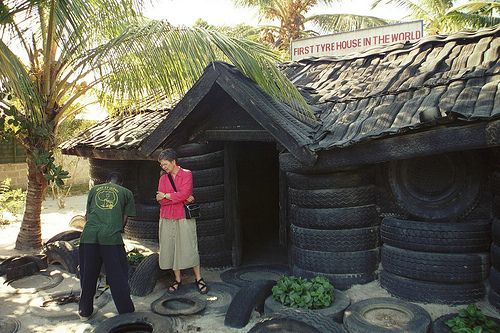 FIRST TYRE HOUSE IN THE WORLD